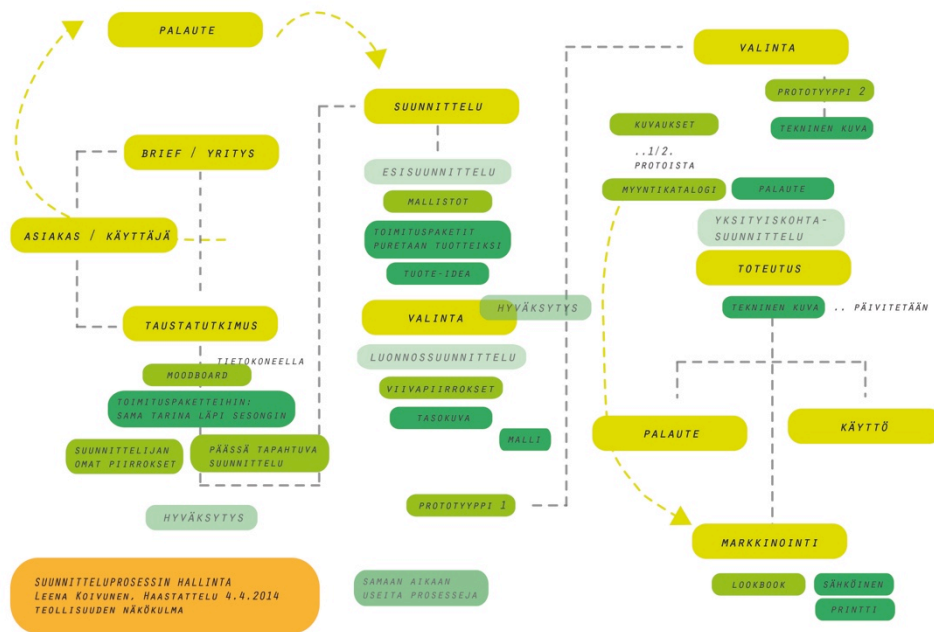 PALAUTE
BRIEF / YRITYS
ASIAKAS / KÄYTTÄJÄ
TAUSTATUTKIMUS
TIETOKONEELLA
MOODBOARD
TOIMITUSPAKETTEIHIN:
SAMA TARINA LÄPI SESONGIN
SUUNNITTELIJAN
OMAT PIIRROKSET
PÄÄSSÄ TAPAHTUVA
SUUNNITTELU
HYVÄKSYTYS
SUUNNITTELUPROSESSIN HALLINTA
LEENA KOIVUNEN, HAASTATTELU 4.4.2014
TEOLLISUUDEN NÄKÖKULMA
SUUNNITTELU
ESISUUNNITTELU
MALLISTOT
TOIMITUSPAKETIT
PURETAAN TUOTTEIKSI
TUOTE-IDEA
VALINTA
HYVÄKSYTYS
LUONNOSSUUNNITTELU
VIIVAPIIRROKSET
TASOKUVA
MALLI
PROTOTYYPPI 1
SAMAAN AIKAAN
USEITA PROSESSEJA
VALINTA
PROTOTYYPPI 2
TEKNINEN KUVA
KUVAUKSET
..1/2.
PROTOISTA
MYYNTIKATALOGI
PALAUTE
YKSITYISKOHTA-
SUUNNITTELU
TOTEUTUS
TEKNINEN KUVA .. PÄIVITETÄÄN
PALAUTE
KÄYTTÖ
MARKKINOINTI
LOOKBOOK
SÄHKÖINEN
PRINTTI